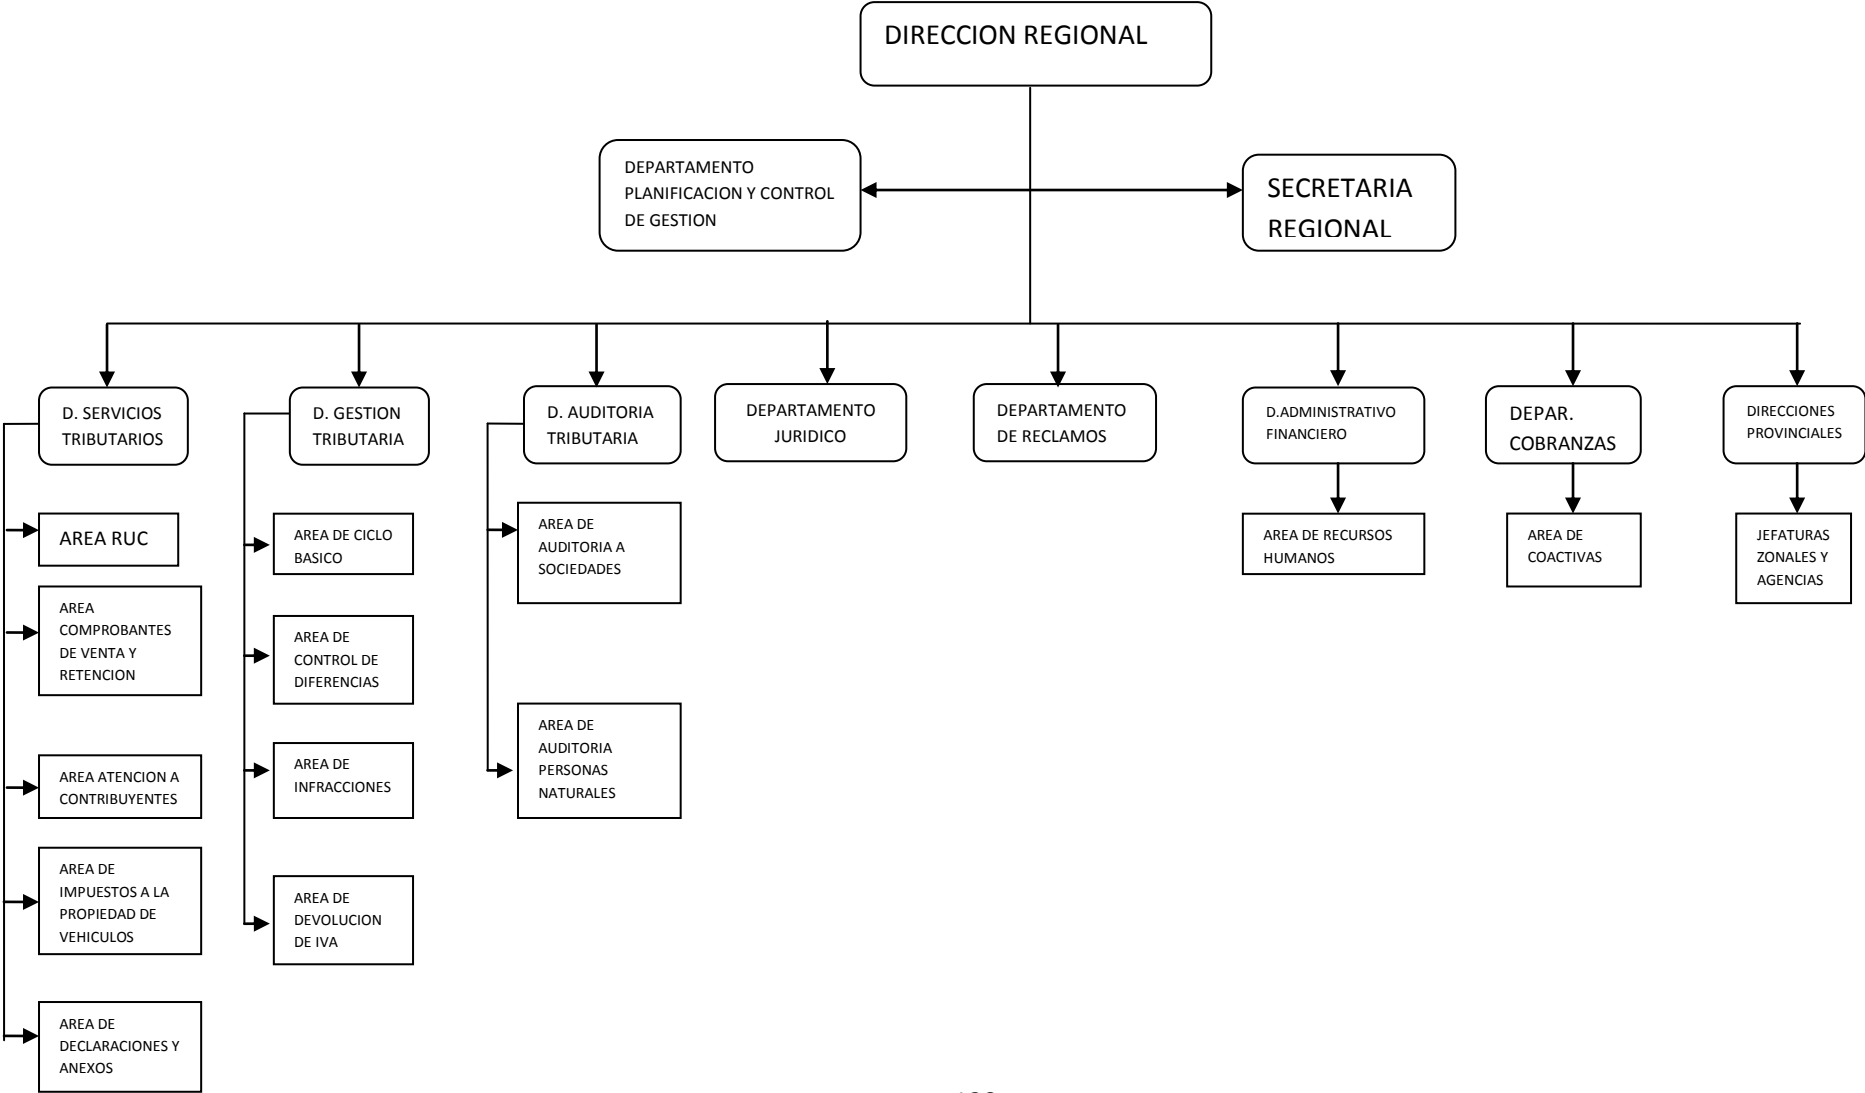 DIRECCION REGIONAL
DEPARTAMENTO
PLANIFICACION Y CONTROL
DE GESTION
SECRETARIA
REGIONAL
D. SERVICIOS
TRIBUTARIOS
D. GESTION
TRIBUTARIA
D. AUDITORIA
TRIBUTARIA
DEPARTAMENTO
JURIDICO
DEPARTAMENTO
DE RECLAMOS
D.ADMINISTRATIVO
FINANCIERO
DEPAR.
COBRANZAS
DIRECCIONES
PROVINCIALES
AREA RUC
AREA
COMPROBANTES
DE VENTA Y
RETENCION
AREA ATENCION A
CONTRIBUYENTES
AREA DE
IMPUESTOS A LA
PROPIEDAD DE
VEHICULOS
AREA DE
DECLARACIONES Y
ANEXOS
AREA DE CICLO
BASICO
AREA DE
CONTROL DE
DIFERENCIAS
AREA DE
INFRACCIONES
AREA DE
DEVOLUCION
DE IVA
AREA DE
AUDITORIA A
SOCIEDADES
AREA DE
AUDITORIA
PERSONAS
NATURALES
AREA DE RECURSOS
HUMANOS
AREA DE
COACTIVAS
JEFATURAS
ZONALES Y
AGENCIAS